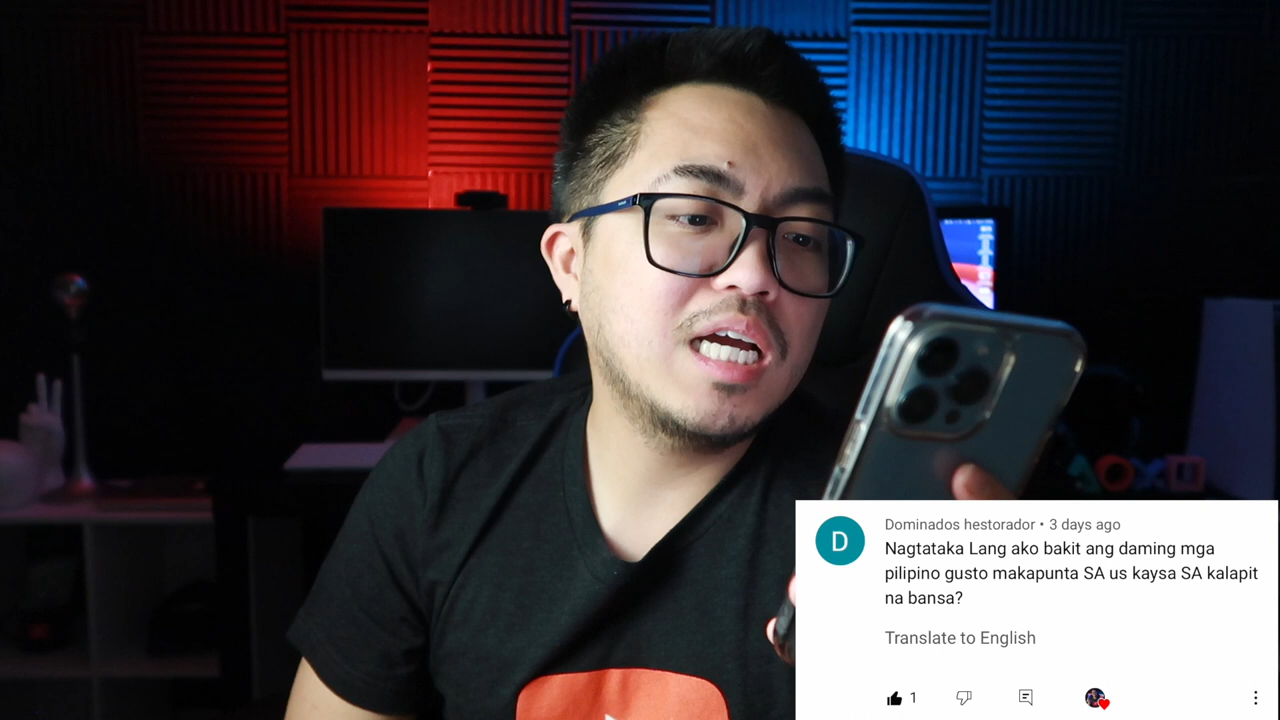 D
Dominados hestorador • 3 days ago
Nagtataka Lang ako bakit ang daming mga
pilipino gusto makapunta SA us kaysa SA kalapit
na bansa?
Translate to English
1